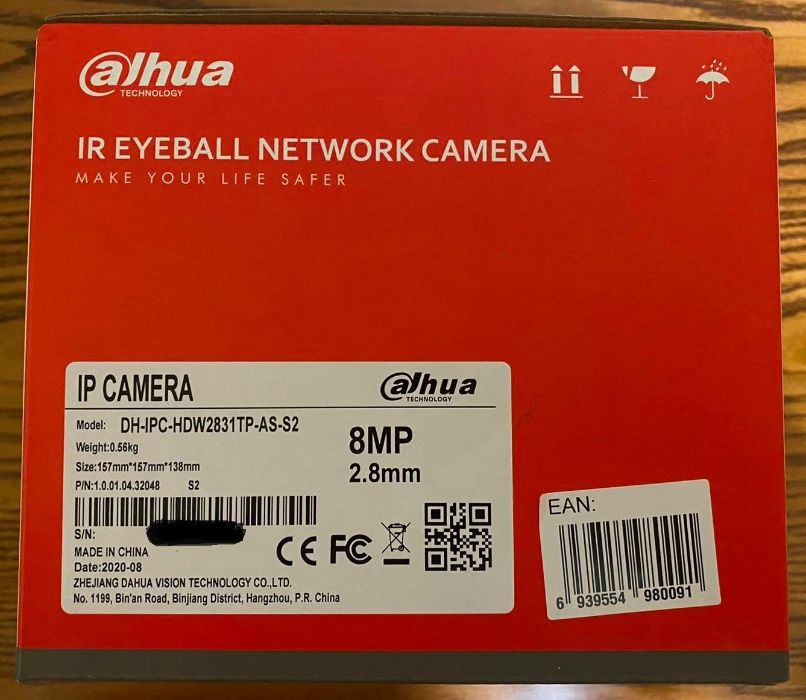 alhua
TECHNOLOGY
IR EYEBALL NETWORK CAMERA
MAKE YOUR LIFE SAFER
IP CAMERA
alhua
TECHNOLOGY
Model: DH-IPC-HDW2831TP-AS-S2
Weight:0.56kg
Size:157mm*157mm*138mm
P/N:1.0.01.04.32048 S2
8MP
2.8mm
S/N:
MADE IN CHINA
Date:2020-08
CE FC
ZHEJIANG DAHUA VISION TECHNOLOGY CO.,LTD.
No. 1199, Bin'an Road, Binjiang District, Hangzhou, P.R. China
EAN:
6 939554 980091